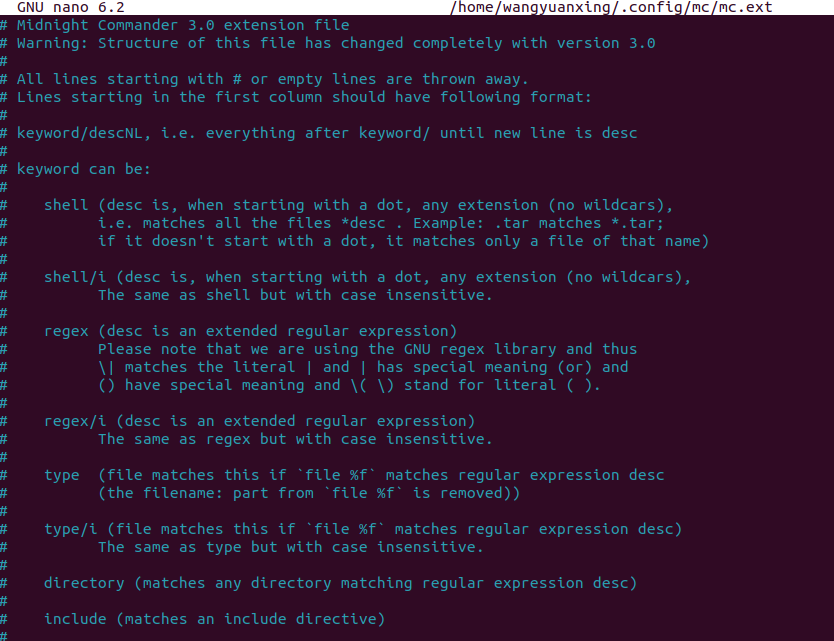 GNU nano 6.2 /home/wangyuanxing/.config/mc/mc.ext
# Midnight Commander 3.0 extension file
# Warning: Structure of this file has changed completely with version 3.0
#
# All lines starting with # or empty lines are thrown away.
# Lines starting in the first column should have following format:
#
# keyword/descNL, i.e. everything after keyword/ until new line is desc
#
# keyword can be:
#
#    shell (desc is, when starting with a dot, any extension (no wildcars),
#          i.e. matches all the files *desc . Example: .tar matches *.tar;
#          if it doesn't start with a dot, it matches only a file of that name)
#
#    shell/i (desc is, when starting with a dot, any extension (no wildcars),
#          The same as shell but with case insensitive.
#
#    regex (desc is an extended regular expression)
#          Please note that we are using the GNU regex library and thus
#          \| matches the literal | and | has special meaning (or) and
#          () have special meaning and \( \) stand for literal ( ).
#
#    regex/i (desc is an extended regular expression)
#          The same as regex but with case insensitive.
#
#    type  (file matches this if `file %f` matches regular expression desc
#          (the filename: part from `file %f` is removed))
#
#    type/i (file matches this if `file %f` matches regular expression desc)
#          The same as type but with case insensitive.
#
#    directory (matches any directory matching regular expression desc)
#
#    include (matches an include directive)
#